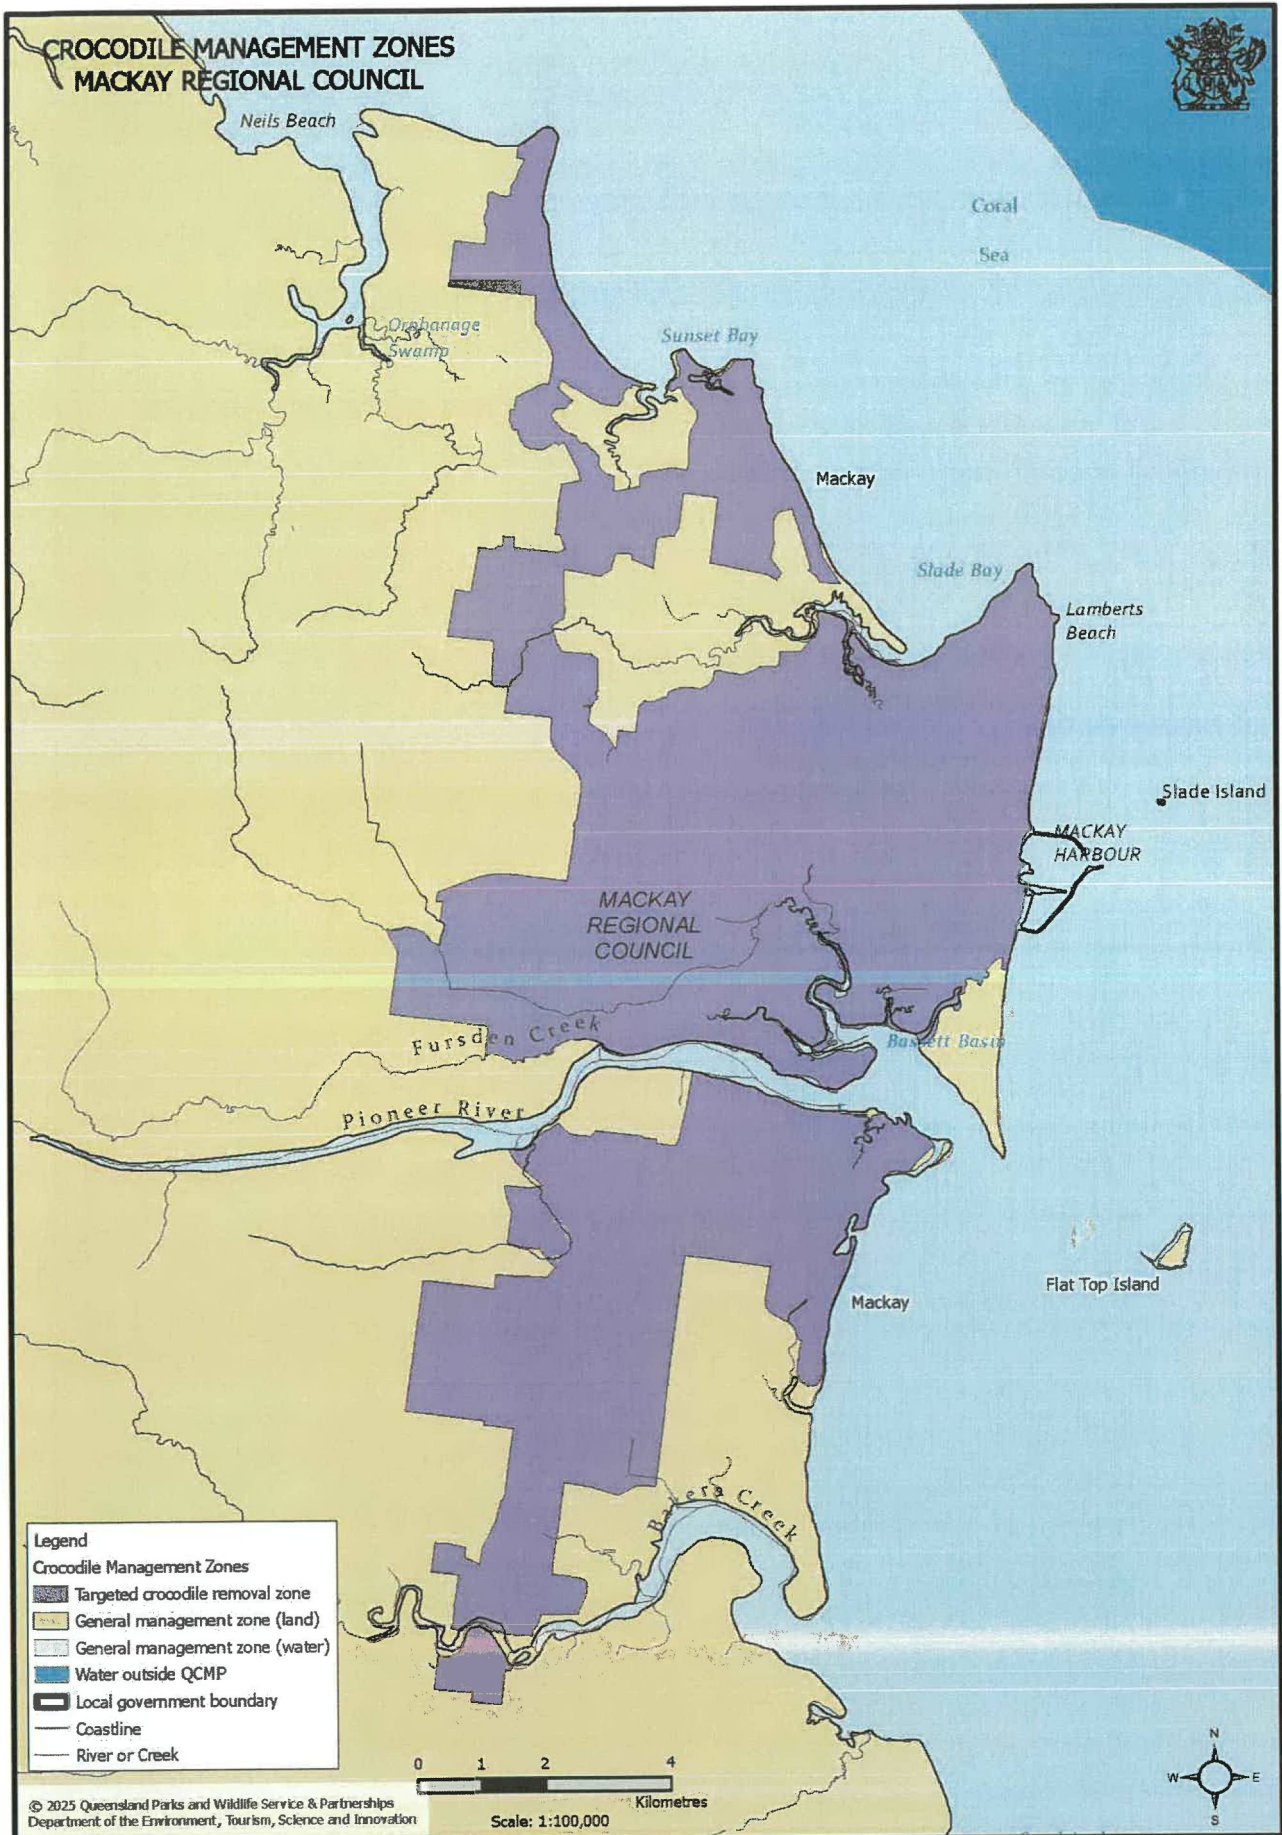 CROCODILE MANAGEMENT ZONES
MACKAY REGIONAL COUNCIL
Neils Beach
Coral
Sea
Orphanage
Swamp
Sunset Bay
Mackay
Slade Bay
Lamberts
Beach
Slade Island
MACKAY
HARBOUR
MACKAY
REGIONAL
COUNCIL
Fursden Creek
Bassett Basin
Pioneer River
Flat Top Island
Mackay
Bakers Creek
Legend
Crocodile Management Zones
Targeted crocodile removal zone
General management zone (land)
General management zone (water)
Water outside QCMP
Local government boundary
Coastline
River or Creek
0 1 2 4
Kilometres
Scale: 1:100,000
N
W E
S
© 2025 Queensland Parks and Wildlife Service & Partnerships
Department of the Environment, Tourism, Science and Innovation